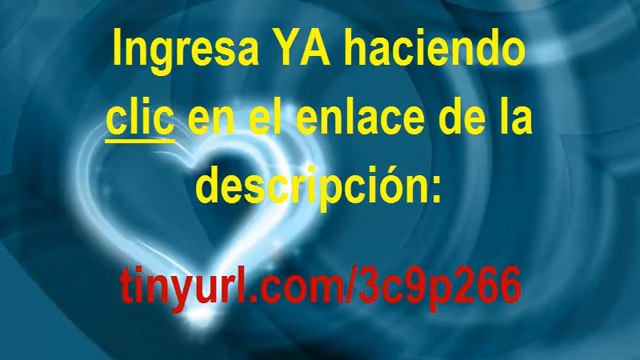 Ingresa YA haciendo
clic en el enlace de la
descripción:
tinyurl.com/3c9p266